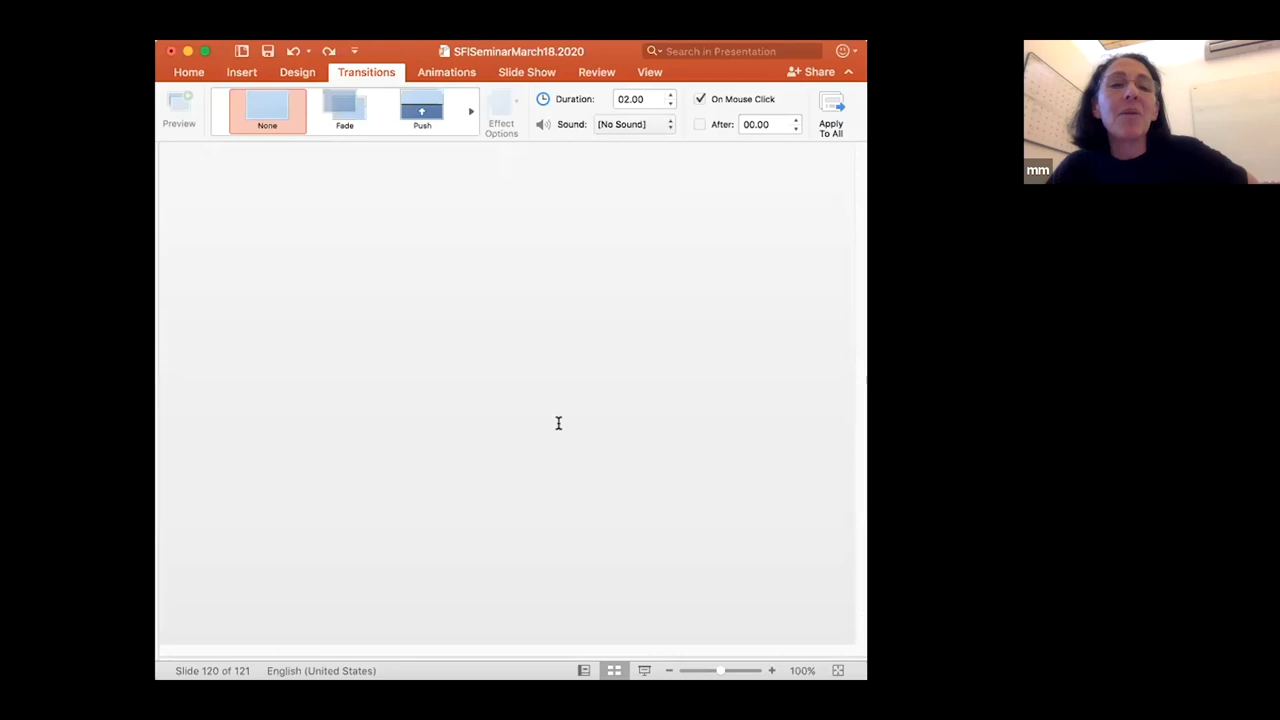 SFISeminarMarch18.2020
Search in Presentation
Home Insert Design Transitions Animations Slide Show Review View Share
Preview
None
Fade
Push
Effect Options
Duration: 02.00
Sound: [No Sound]
On Mouse Click
After: 00.00
Apply To All
mm
Slide 120 of 121 English (United States) 100%